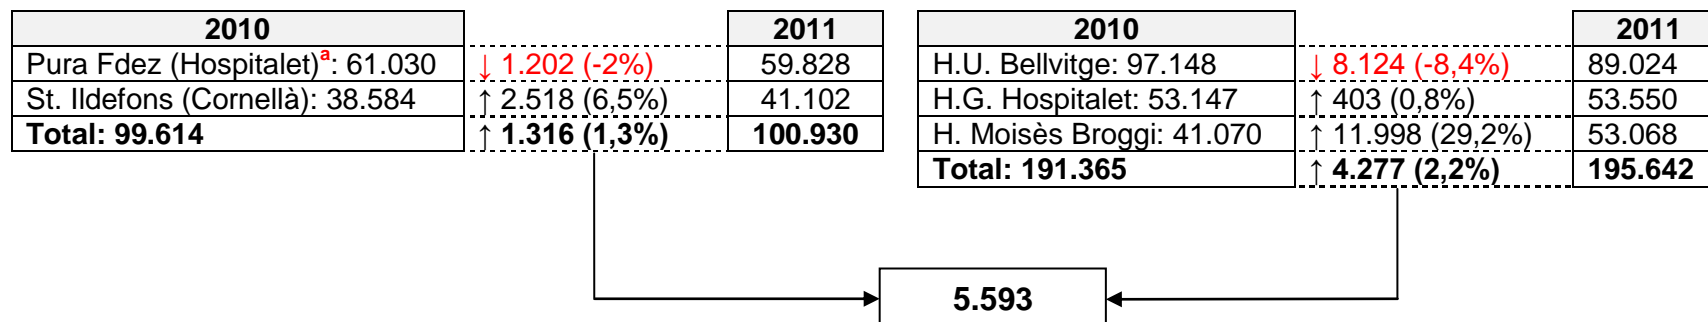 2010 2011
Pura Fdez (Hospitalet)ª: 61.030 ↓ 1.202 (-2%) 59.828
St. Ildefons (Cornellà): 38.584 ↑ 2.518 (6,5%) 41.102
Total: 99.614 ↑ 1.316 (1,3%) 100.930
2010 2011
H.U. Bellvitge: 97.148 ↓ 8.124 (-8,4%) 89.024
H.G. Hospitalet: 53.147 ↑ 403 (0,8%) 53.550
H. Moisès Broggi: 41.070 ↑ 11.998 (29,2%) 53.068
Total: 191.365 ↑ 4.277 (2,2%) 195.642
5.593